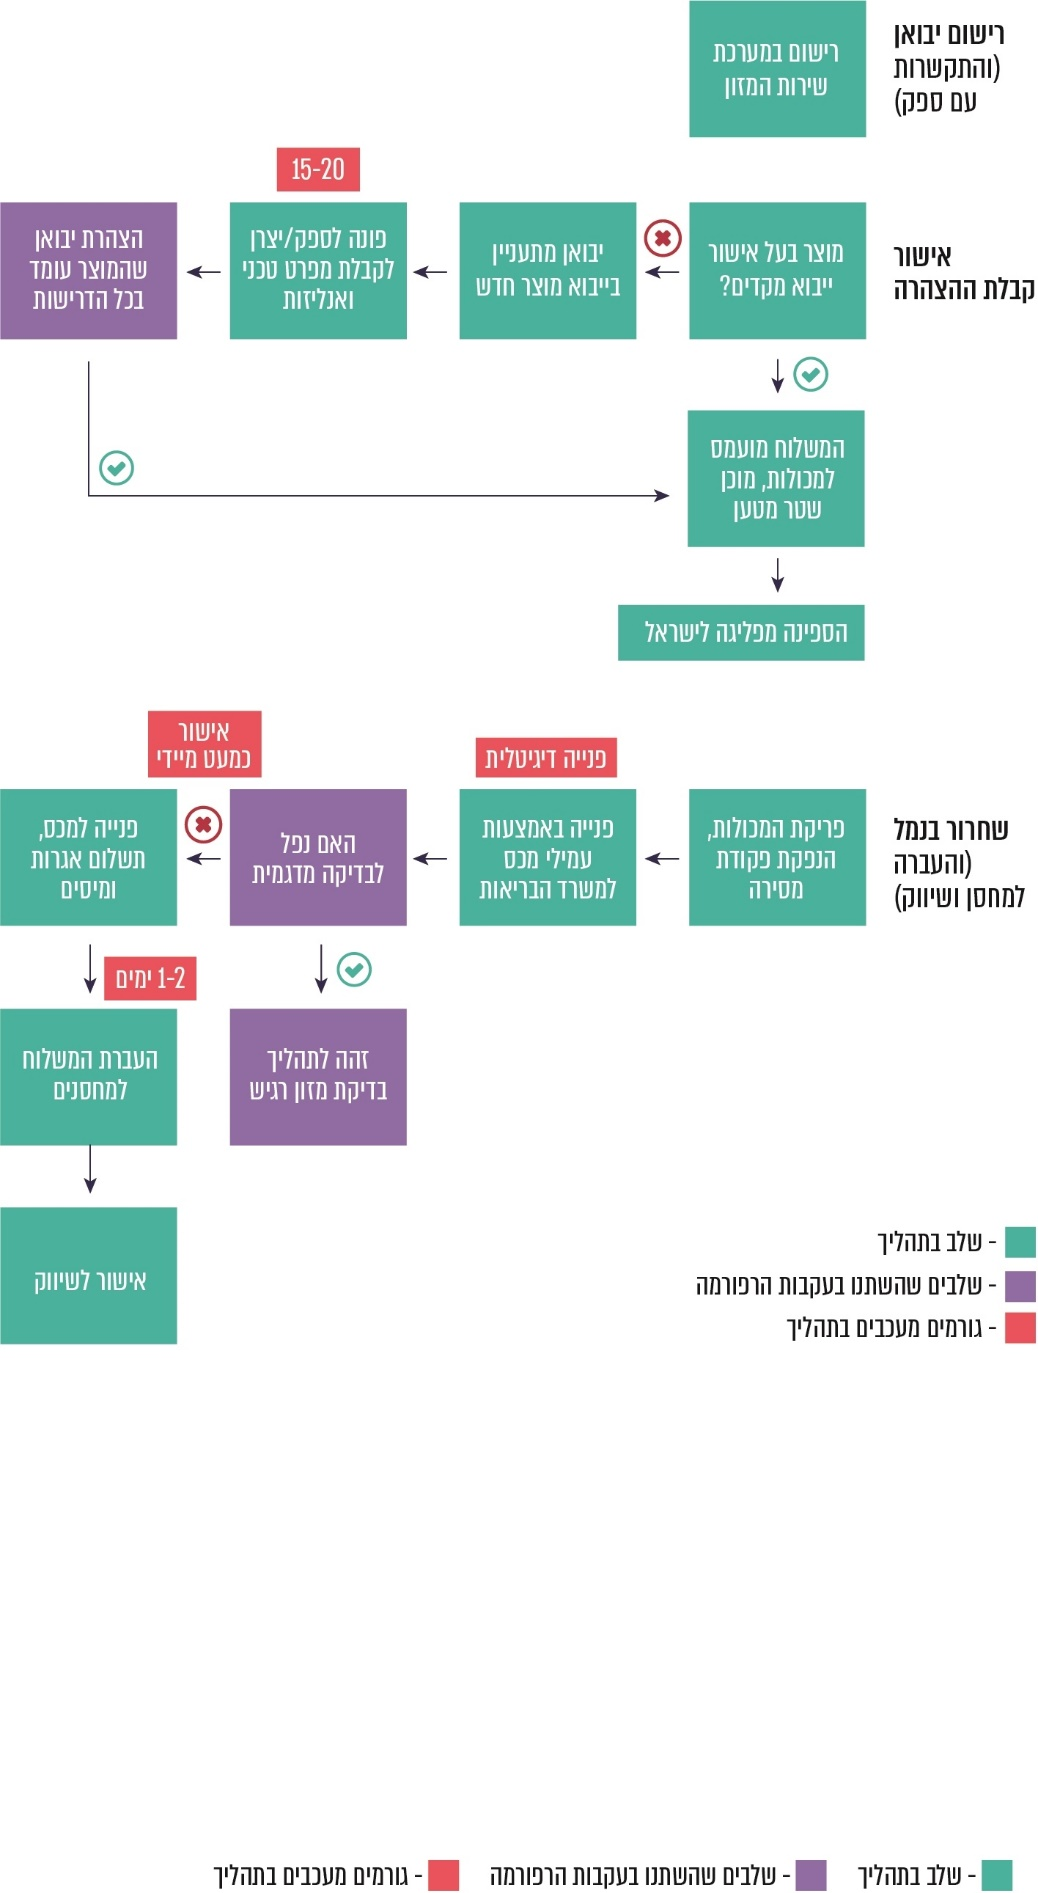 רישום יבואן
(והתקשרות
עם ספק)
רישום במערכת
שירות המזון
אישור
קבלת ההצהרה
מוצר בעל אישור
ייבוא מקדים?
יבואן מתעניין
בייבוא מוצר חדש
15-20
פונה לספק/יצרן
לקבלת מפרט טכני
ואנליזות
הצהרת יבואן
שהמוצר עומד
בכל הדרישות
המשלוח מועמס
למכולות, מוכן
שטר מטען
הספינה מפליגה לישראל
שחרור בנמל
(והעברה
למחסן ושיווק)
פריקת המכולות,
הנפקת פקודת
מסירה
פנייה דיגיטלית
פנייה באמצעות
עמילי מכס
למשרד הבריאות
האם נפל
לבדיקה מדגמית
אישור
כמעט מיידי
פנייה למכס,
תשלום אגרות
ומיסים
זהה לתהליך
בדיקת מזון רגיש
1-2 ימים
העברת המשלוח
למחסנים
אישור לשיווק
- שלב בתהליך
- שלבים שהשתנו בעקבות הרפורמה
- גורמים מעכבים בתהליך
- שלב בתהליך
- שלבים שהשתנו בעקבות הרפורמה
- גורמים מעכבים בתהליך